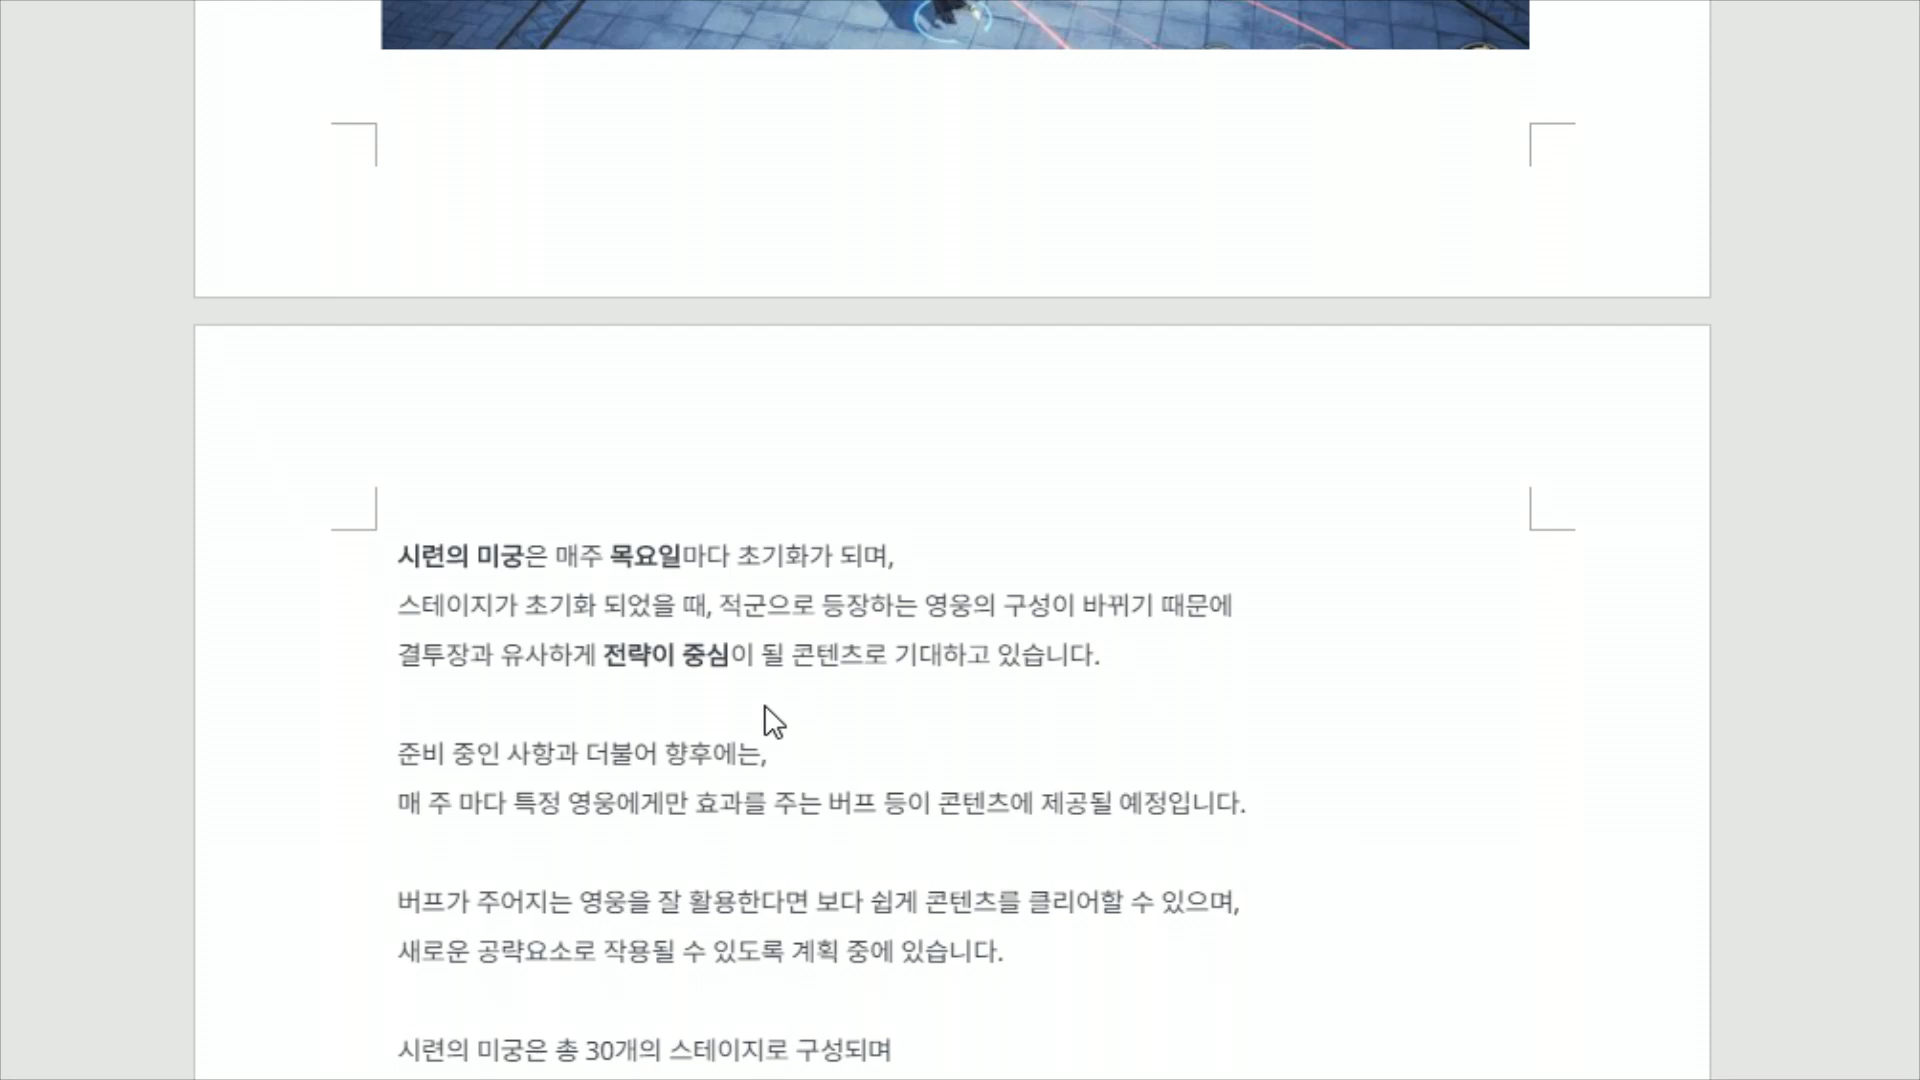 시련의 미궁은 매주 목요일마다 초기화가 되며,
스테이지가 초기화 되었을 때, 적군으로 등장하는 영웅의 구성이 바뀌기 때문에
결투장과 유사하게 전략이 중심이 될 콘텐츠로 기대하고 있습니다.
준비 중인 사항과 더불어 향후에는,
매 주 마다 특정 영웅에게만 효과를 주는 버프 등이 콘텐츠에 제공될 예정입니다.
버프가 주어지는 영웅을 잘 활용한다면 보다 쉽게 콘텐츠를 클리어할 수 있으며,
새로운 공략요소로 작용될 수 있도록 계획 중에 있습니다.
시련의 미궁은 총 30개의 스테이지로 구성되며